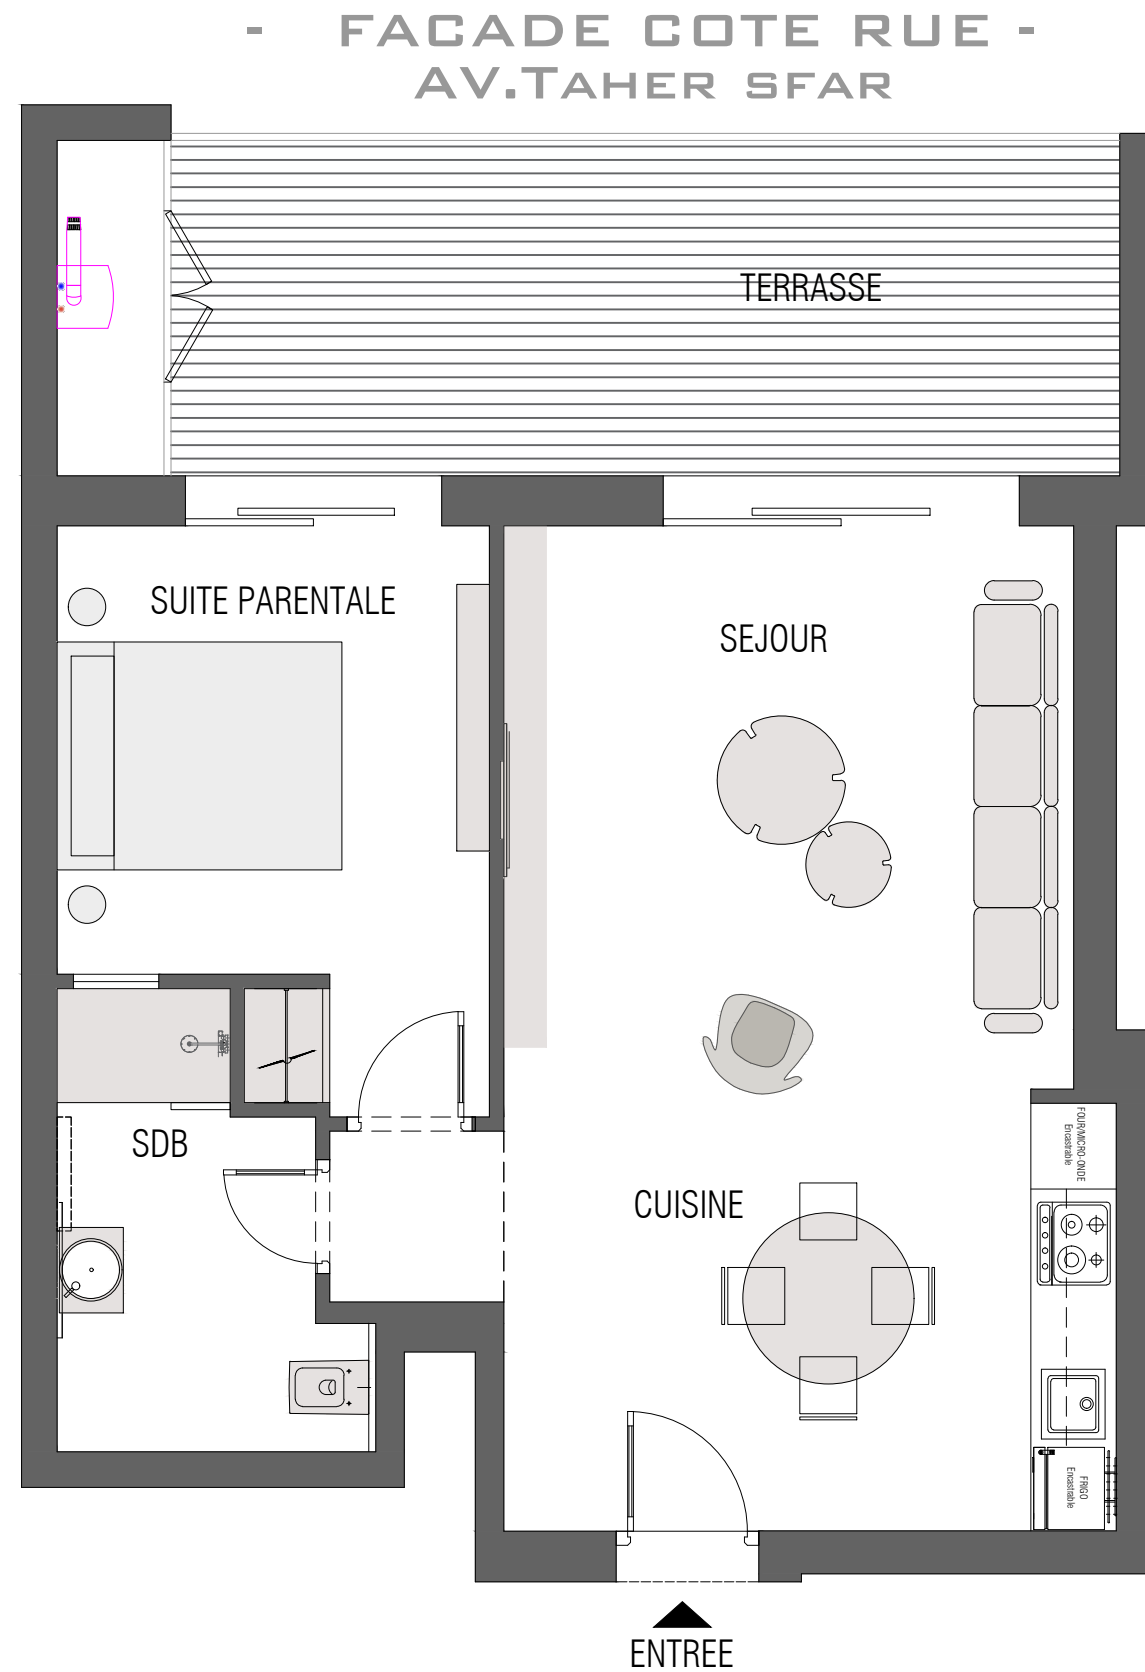 - FACADE COTE RUE -
AV.TAHER SFAR
TERRASSE
SUITE PARENTALE
SEJOUR
FOUR/MICRO-ONDE
Encastrable
SDB
CUISINE
FRIGO
Encastrable
ENTREE